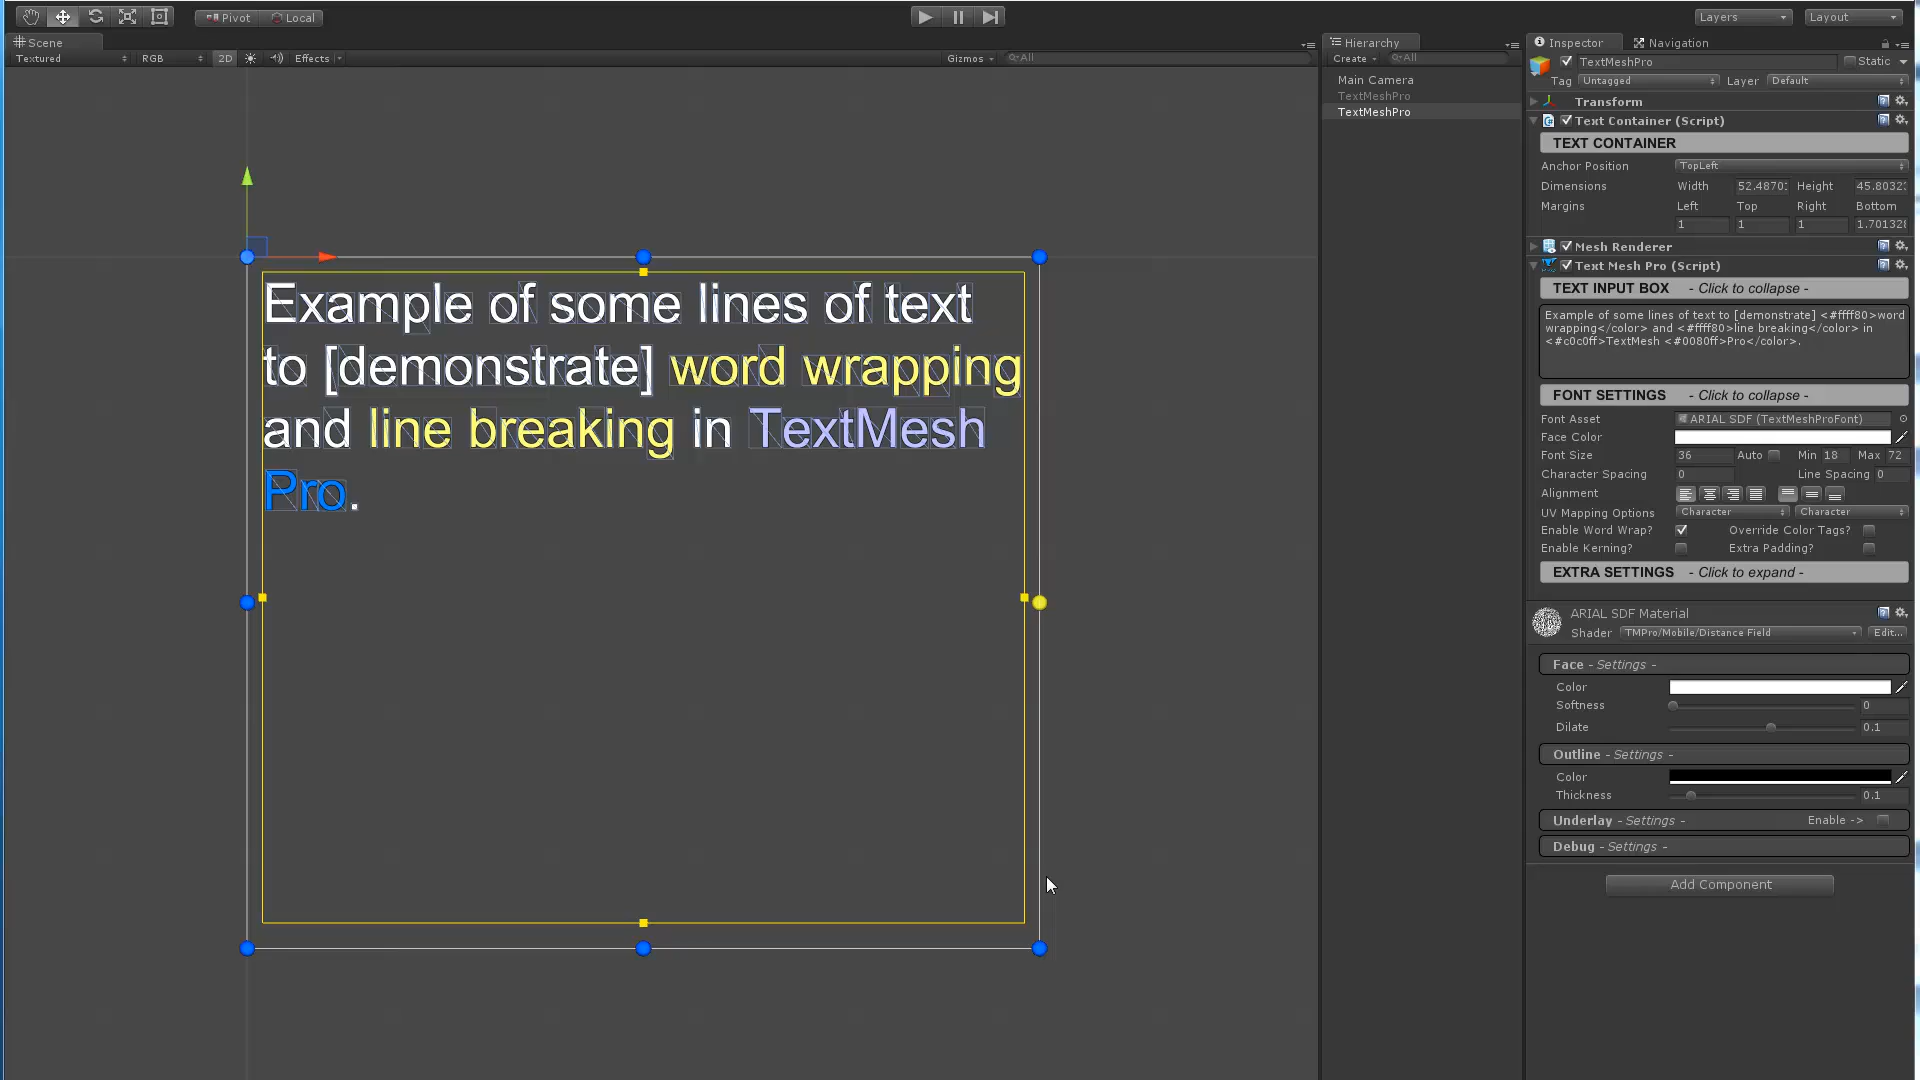 Pivot
Local
Layers
Layout
Scene
Textured
RGB
2D
Effects
Gizmos
All
Hierarchy
Create
All
Main Camera
TextMeshPro
TextMeshPro
Inspector
Navigation
TextMeshPro
Static
Tag Untagged Layer Default
Transform
Text Container (Script)
TEXT CONTAINER
Anchor Position TopLeft
Dimensions Width 52.4870 Height 45.8032
Margins Left Top Right Bottom
1 1 1 1.701328
Mesh Renderer
Text Mesh Pro (Script)
TEXT INPUT BOX - Click to collapse -
Example of some lines of text to [demonstrate] <#ffff80>word
wrapping</color> and <#ffff80>line breaking</color> in
<#c0c0ff>TextMesh <#0080ff>Pro</color>.
FONT SETTINGS - Click to collapse -
Font Asset ARIAL SDF (TextMeshProFont)
Face Color
Font Size 36 Auto Min 18 Max 72
Character Spacing 0 Line Spacing 0
Alignment
UV Mapping Options Character Character
Enable Word Wrap? Override Color Tags?
Enable Kerning? Extra Padding?
EXTRA SETTINGS - Click to expand -
ARIAL SDF Material
Shader TMPro/Mobile/Distance Field Edit...
Face - Settings -
Color
Softness 0
Dilate 0.1
Outline - Settings -
Color
Thickness 0.1
Underlay - Settings - Enable ->
Debug - Settings -
Add Component
Example of some lines of text
to [demonstrate] word wrapping
and line breaking in TextMesh
Pro.